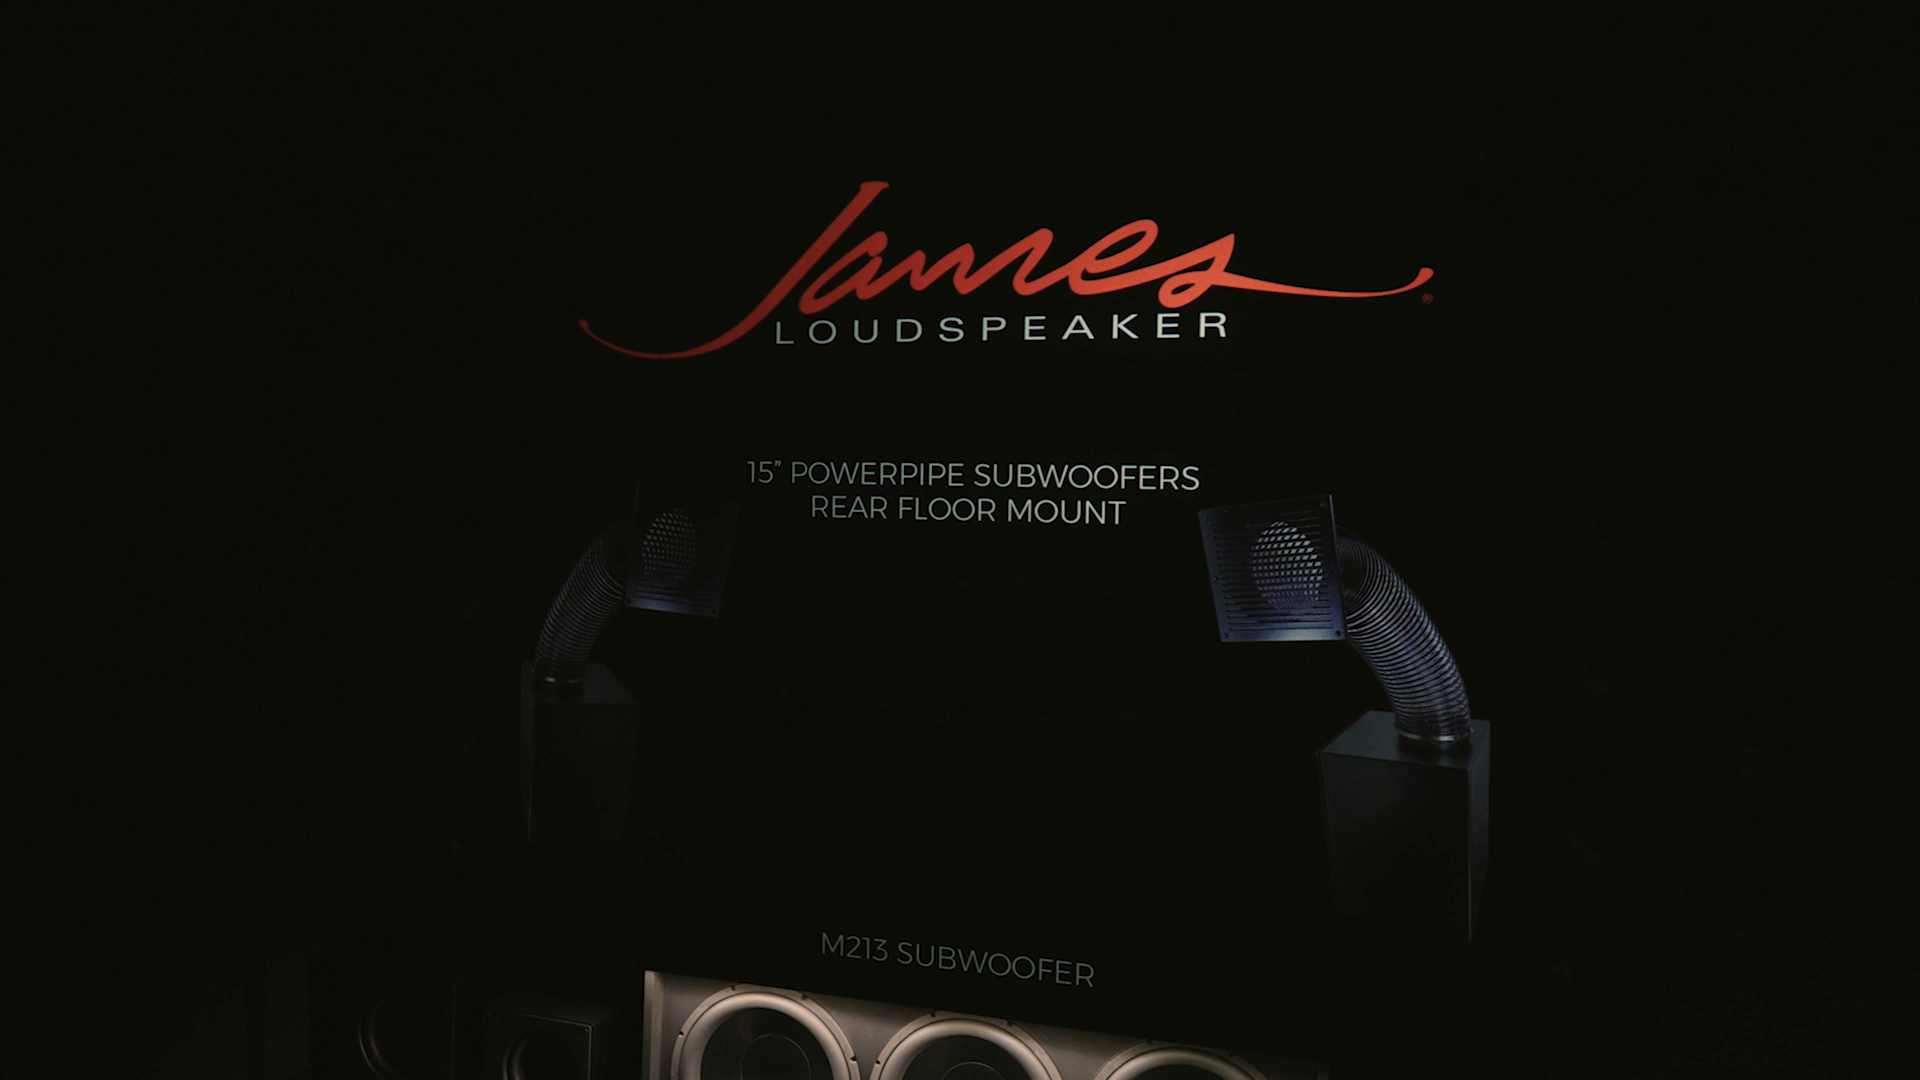 James
LOUDSPEAKER
®
15” POWERPIPE SUBWOOFERS
REAR FLOOR MOUNT
M213 SUBWOOFER